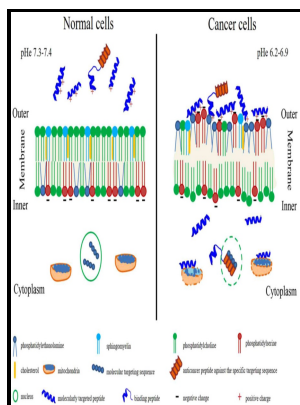 Normal cells
Cancer cells
pHe 7.3-7.4
pHe 6.2-6.9
Outer
Membrane
Inner
Cytoplasm
Outer
Membrane
Inner
Cytoplasm
phosphatidylethanolamine
sphingomyelin
phosphatidylcholine
phosphatidylserine
cholesterol
mitochondria
molecular targeting sequence
anticancer peptide against the specific targeting sequence
nucleus
molecularly targeted peptide
binding peptide
negative charge
positive charge